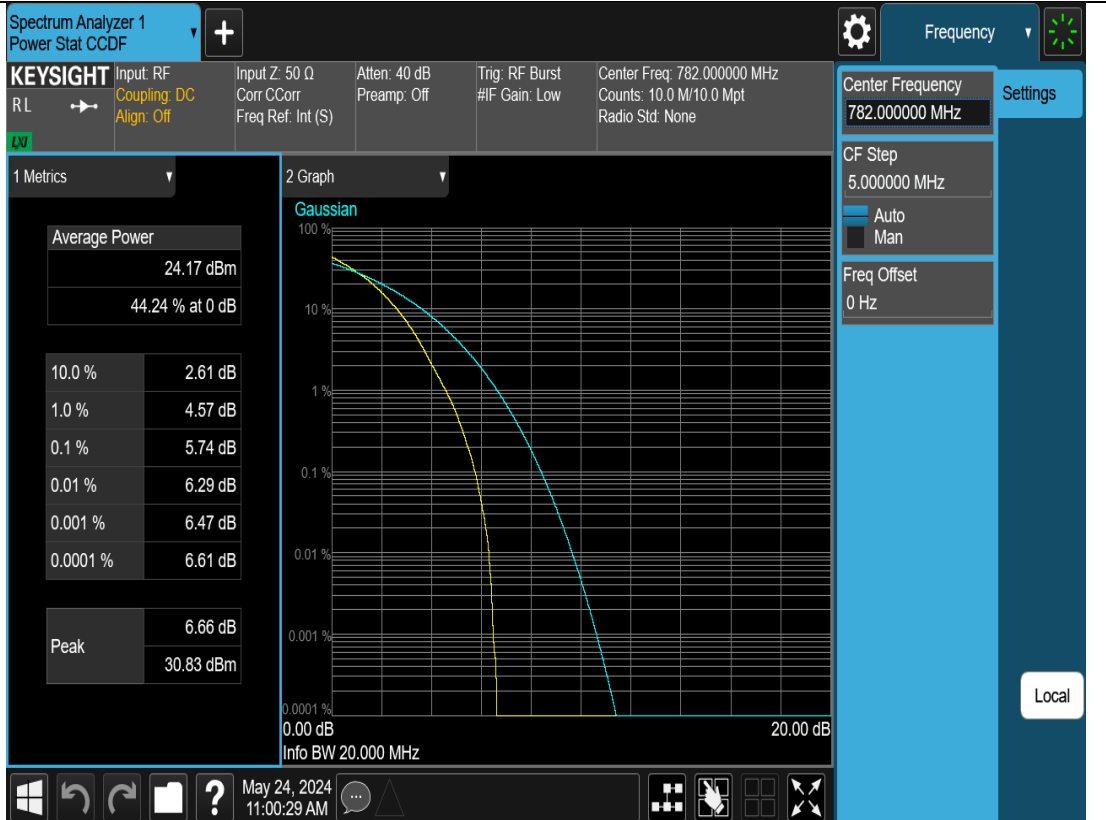 Spectrum Analyzer 1
Power Stat CCDF
Frequency
KEYSIGHT
RL
LXI
Input: RF
Coupling: DC
Align: Off
Input Z: 50 Ω
Corr CCorr
Freq Ref: Int (S)
Atten: 40 dB
Preamp: Off
Trig: RF Burst
#IF Gain: Low
Center Freq: 782.000000 MHz
Counts: 10.0 M/10.0 Mpt
Radio Std: None
Center Frequency
782.000000 MHz
Settings
CF Step
5.000000 MHz
Auto
Man
Freq Offset
0 Hz
1 Metrics
Average Power
24.17 dBm
44.24 % at 0 dB
10.0 % 2.61 dB
1.0 % 4.57 dB
0.1 % 5.74 dB
0.01 % 6.29 dB
0.001 % 6.47 dB
0.0001 % 6.61 dB
Peak
6.66 dB
30.83 dBm
2 Graph
Gaussian
100 %
10 %
1 %
0.1 %
0.01 %
0.001 %
0.0001 %
0.00 dB 20.00 dB
Info BW 20.000 MHz
Local
?
May 24, 2024
11:00:29 AM